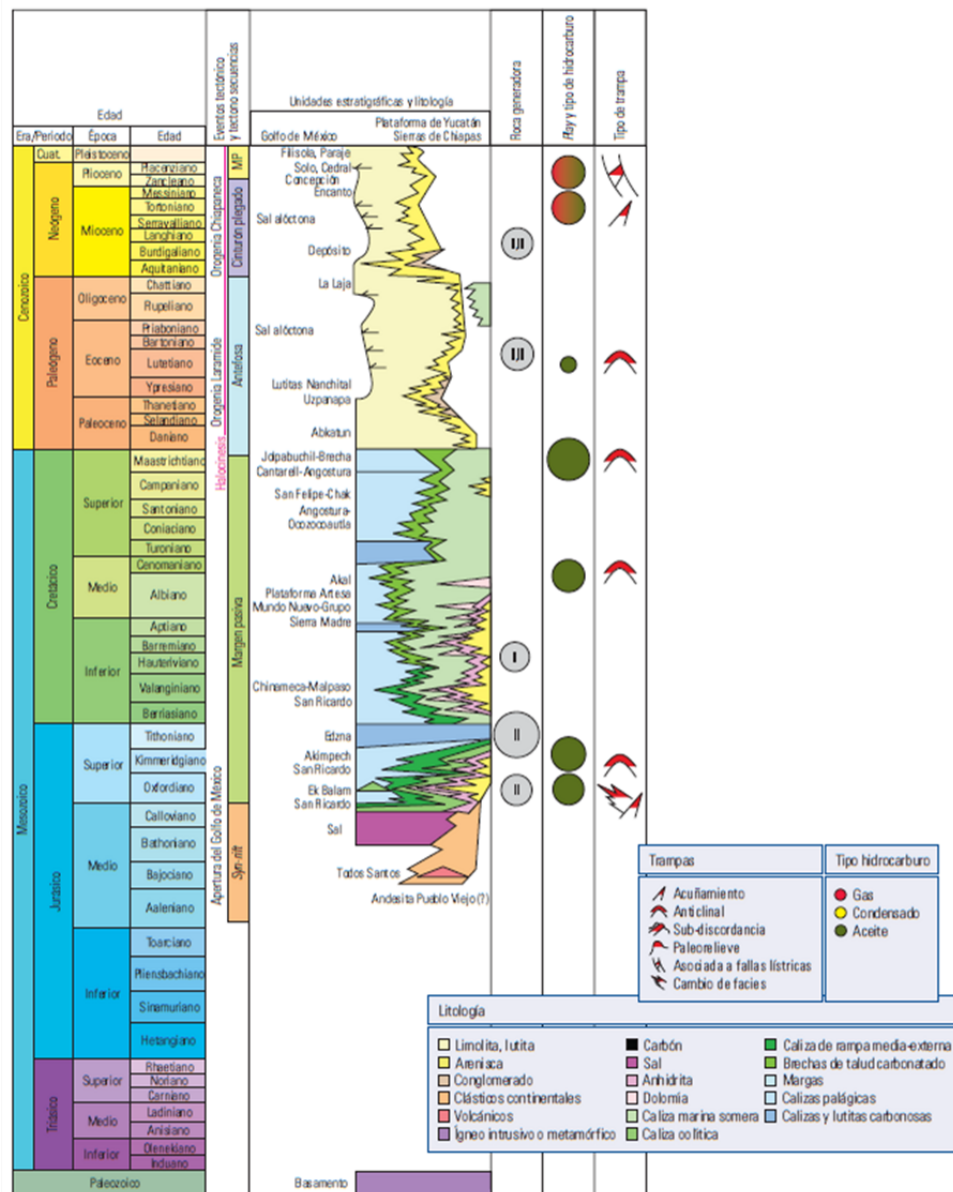 Edad
Era/Periodo
Época
Edad
Eventos tectónico
y tectono secuencias
Unidades estratigráficas y litología
Golfo de México
Plataforma de Yucatán
Sierras de Chiapas
Roca generadora
Play y tipo de hidrocarburo
Tipo de trampa
Cenozoico
Mesozoico
Paleozoico
Cuat.
Neógeno
Paleógeno
Cretácico
Jurásico
Triásico
Pleistoceno
Plioceno
Mioceno
Oligoceno
Eoceno
Paleoceno
Superior
Medio
Inferior
Superior
Medio
Inferior
Superior
Medio
Inferior
Placenziano
Zancleano
Messiniano
Tortoniano
Serravalliano
Langhiano
Burdigaliano
Aquitaniano
Chattiano
Rupeliano
Priaboniano
Bartoniano
Lutetiano
Ypresiano
Thanetiano
Selandiano
Daniano
Maastrichtiano
Campaniano
Santoniano
Coniaciano
Turoniano
Cenomaniano
Albiano
Aptiano
Barremiano
Hauteriviano
Valanginiano
Berriasiano
Tithoniano
Kimmeridgiano
Oxfordiano
Calloviano
Bathoniano
Bajociano
Aaleniano
Toarciano
Pliensbachiano
Sinamuriano
Hetangiano
Rhaetiano
Noriano
Carniano
Ladiniano
Anisiano
Olenekiano
Induano
Orogenia Chiapaneca
Orogenia Laramide
Halocinesis
Apertura del Golfo de México
MP
Cinturón plegado
Antefosa
Margen pasiva
Syn-rift
Filisola, Paraje
Solo, Cedral
Concepción
Encanto
Sal alóctona
Depósito
La Laja
Sal alóctona
Lutitas Nanchital
Uzpanapa
Abkatun
Jolpabuchil-Brecha
Cantarell-Angostura
San Felipe-Chak
Angostura-
Ocozocoautla
Akal
Plataforma Artesa
Mundo Nuevo-Grupo
Sierra Madre
Chinameca-Malpaso
San Ricardo
Edzna
Akimpech
San Ricardo
Ek Balam
San Ricardo
Sal
Todos Santos
Andesita Pueblo Viejo(?)
Basamento
I,II
I,II
I
II
II
Trampas
Acuñamiento
Anticlinal
Sub-discordancia
Paleorelieve
Asociada a fallas lístricas
Cambio de facies
Tipo hidrocarburo
Gas
Condensado
Aceite
Litología
Limolita, lutita
Arenisca
Conglomerado
Clásticos continentales
Volcánicos
Ígneo intrusivo o metamórfico
Carbón
Sal
Anhidrita
Dolomia
Caliza marina somera
Caliza oolítica
Caliza de rampa media-externa
Brechas de talud carbonatado
Margas
Calizas palágicas
Calizas y lutitas carbonosas